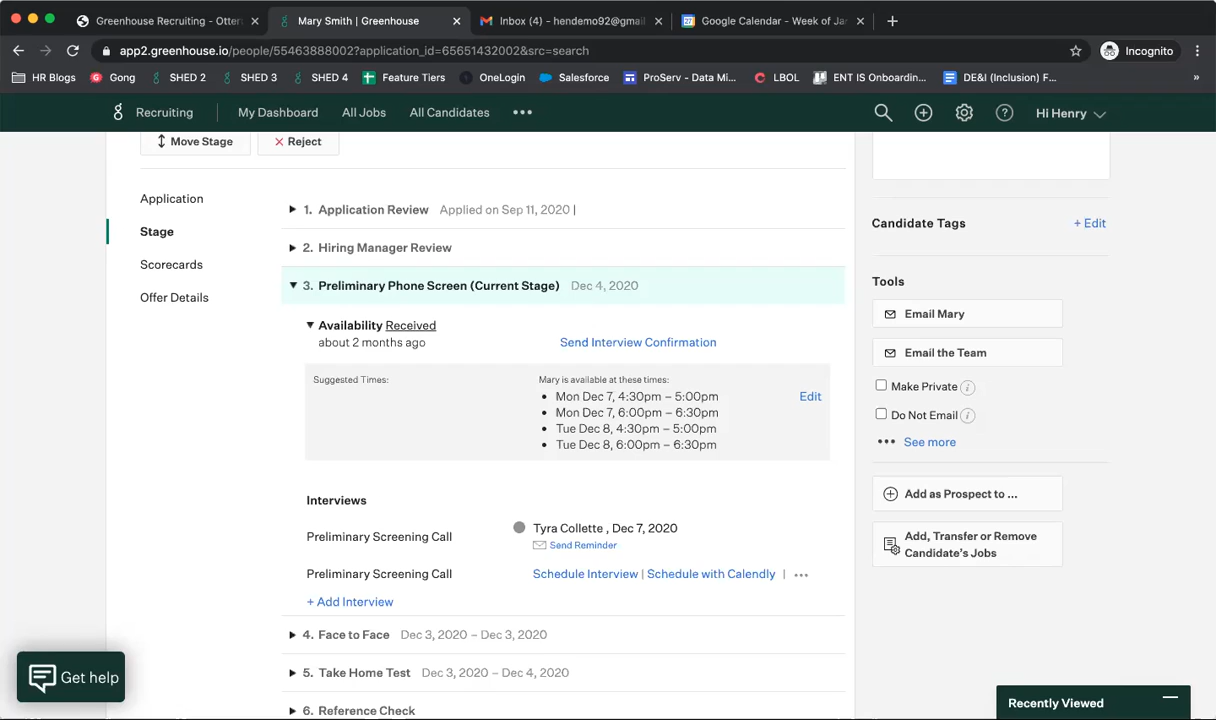 Greenhouse Recruiting - Otter
Mary Smith | Greenhouse
Inbox (4) - hendemo92@gmail
Google Calendar - Week of Jan
app2.greenhouse.io/people/55463888002?application_id=65651432002&src=search
Incognito
HR Blogs
Gong
SHED 2
SHED 3
SHED 4
Feature Tiers
OneLogin
Salesforce
ProServ - Data Mi...
LBOL
ENT IS Onboardin...
DE&I (Inclusion) F...
»
Recruiting
My Dashboard
All Jobs
All Candidates
Hi Henry
Move Stage
Reject
Application
Stage
Scorecards
Offer Details
1. Application Review Applied on Sep 11, 2020 |
2. Hiring Manager Review
3. Preliminary Phone Screen (Current Stage) Dec 4, 2020
Availability Received
about 2 months ago
Send Interview Confirmation
Suggested Times:
Mary is available at these times:
• Mon Dec 7, 4:30pm – 5:00pm
• Mon Dec 7, 6:00pm – 6:30pm
• Tue Dec 8, 4:30pm – 5:00pm
• Tue Dec 8, 6:00pm – 6:30pm
Edit
Interviews
Preliminary Screening Call
Tyra Collette , Dec 7, 2020
Send Reminder
Preliminary Screening Call
Schedule Interview | Schedule with Calendly | •••
+ Add Interview
4. Face to Face Dec 3, 2020 – Dec 3, 2020
5. Take Home Test Dec 3, 2020 – Dec 4, 2020
6. Reference Check
Candidate Tags
+ Edit
Tools
Email Mary
Email the Team
Make Private i
Do Not Email i
••• See more
Add as Prospect to ...
Add, Transfer or Remove
Candidate's Jobs
Get help
Recently Viewed